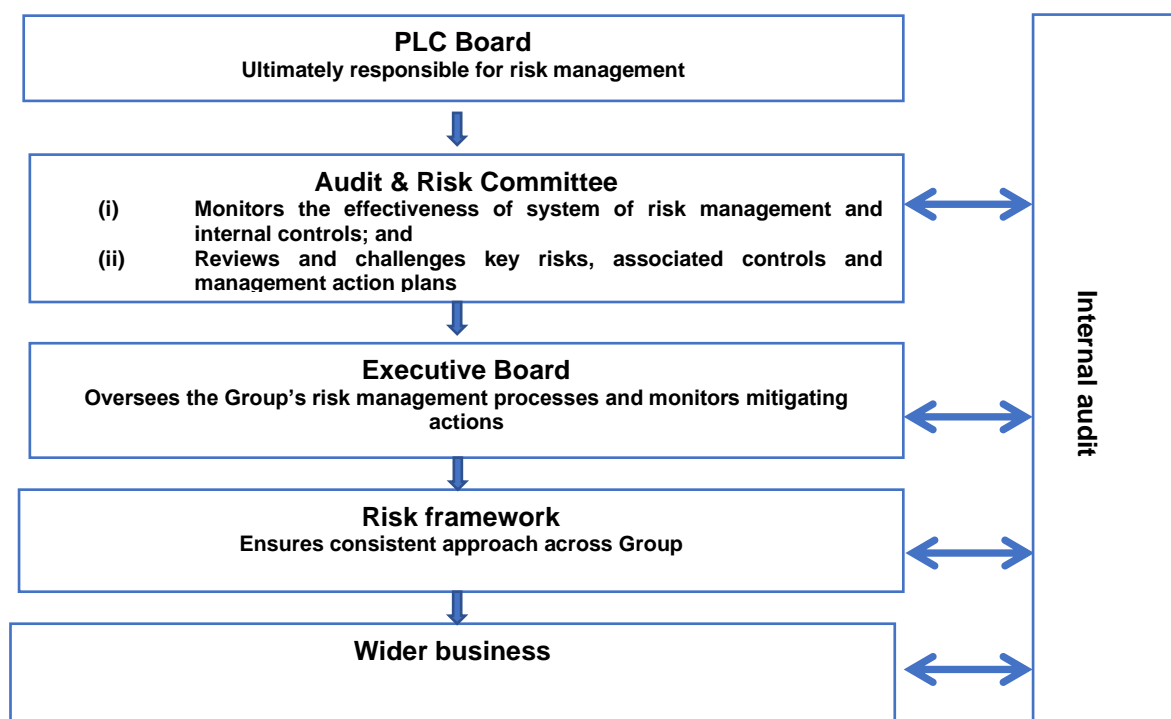 PLC Board
Ultimately responsible for risk management
Audit & Risk Committee
(i) Monitors the effectiveness of system of risk management and
internal controls; and
(ii) Reviews and challenges key risks, associated controls and
management action plans
Executive Board
Oversees the Group’s risk management processes and monitors mitigating
actions
Risk framework
Ensures consistent approach across Group
Wider business
Internal audit